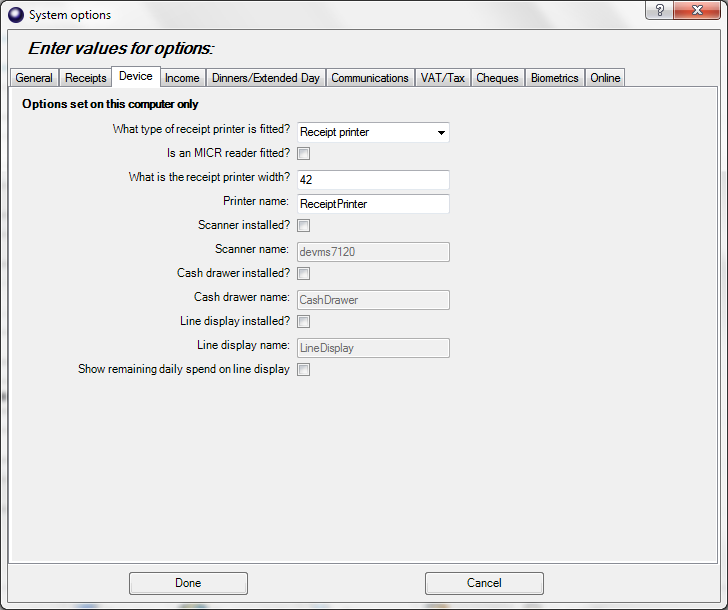 System options
?
Enter values for options:
General Receipts Device Income Dinners/Extended Day Communications VAT/Tax Cheques Biometrics Online
Options set on this computer only
What type of receipt printer is fitted? Receipt printer
Is an MICR reader fitted?
What is the receipt printer width? 42
Printer name: ReceiptPrinter
Scanner installed?
Scanner name: devms7120
Cash drawer installed?
Cash drawer name: CashDrawer
Line display installed?
Line display name: LineDisplay
Show remaining daily spend on line display
Done Cancel